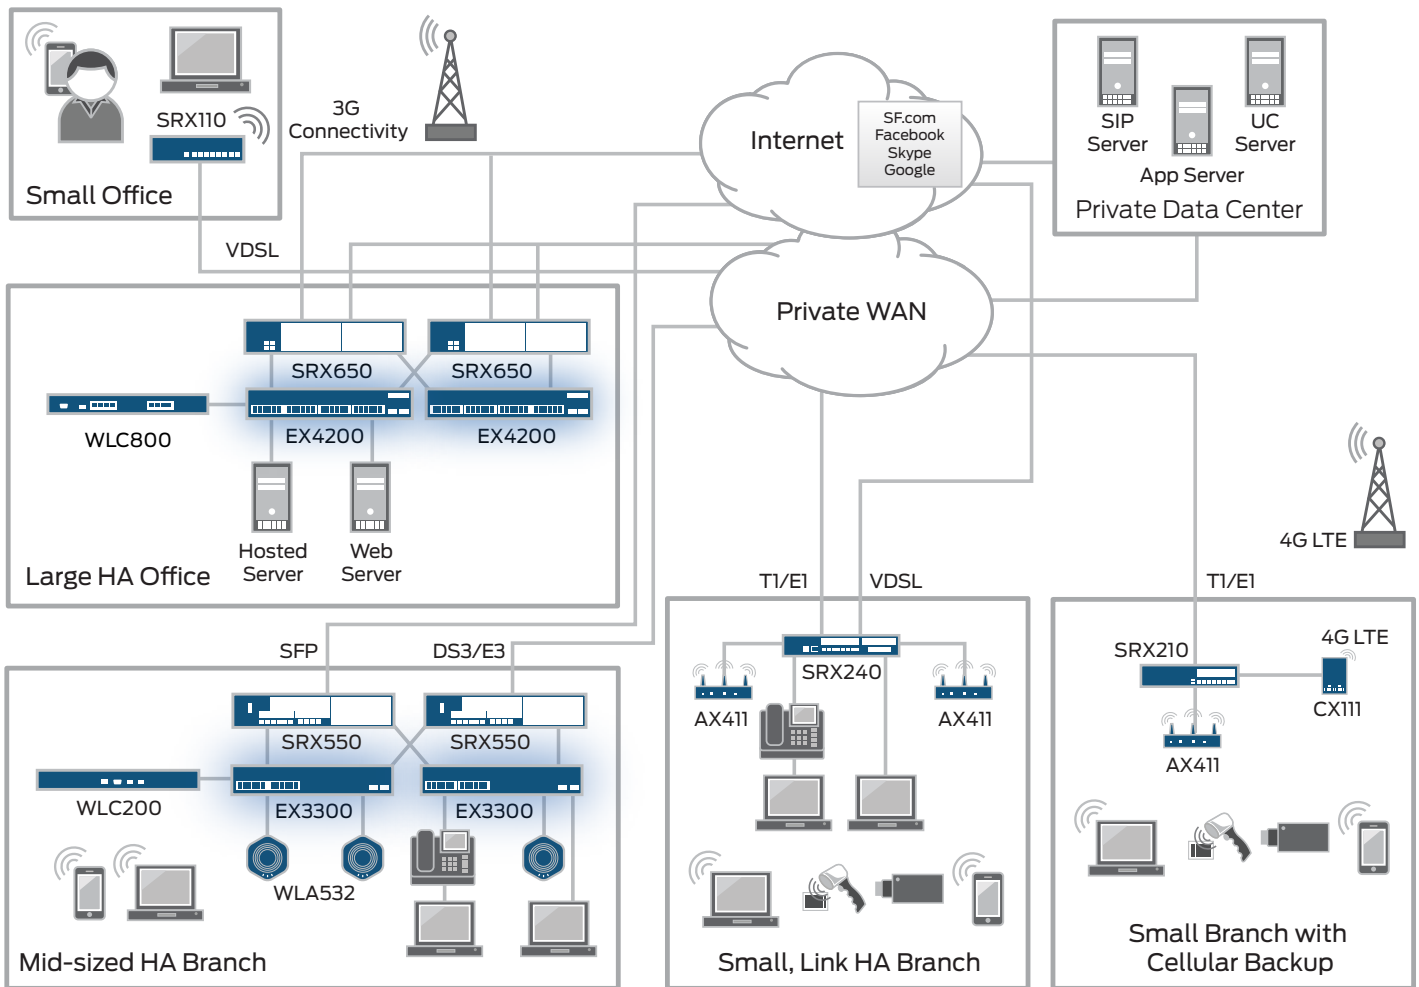 SRX110
Small Office
3G
Connectivity
VDSL
Internet
SF.com
Facebook
Skype
Google
Private WAN
SIP
Server
App Server
UC
Server
Private Data Center
SRX650
SRX650
WLC800
EX4200
EX4200
Hosted
Server
Web
Server
Large HA Office
SFP
DS3/E3
SRX550
SRX550
WLC200
EX3300
EX3300
WLA532
Mid-sized HA Branch
T1/E1
VDSL
SRX240
AX411
AX411
Small, Link HA Branch
4G LTE
T1/E1
SRX210
4G LTE
CX111
AX411
Small Branch with
Cellular Backup